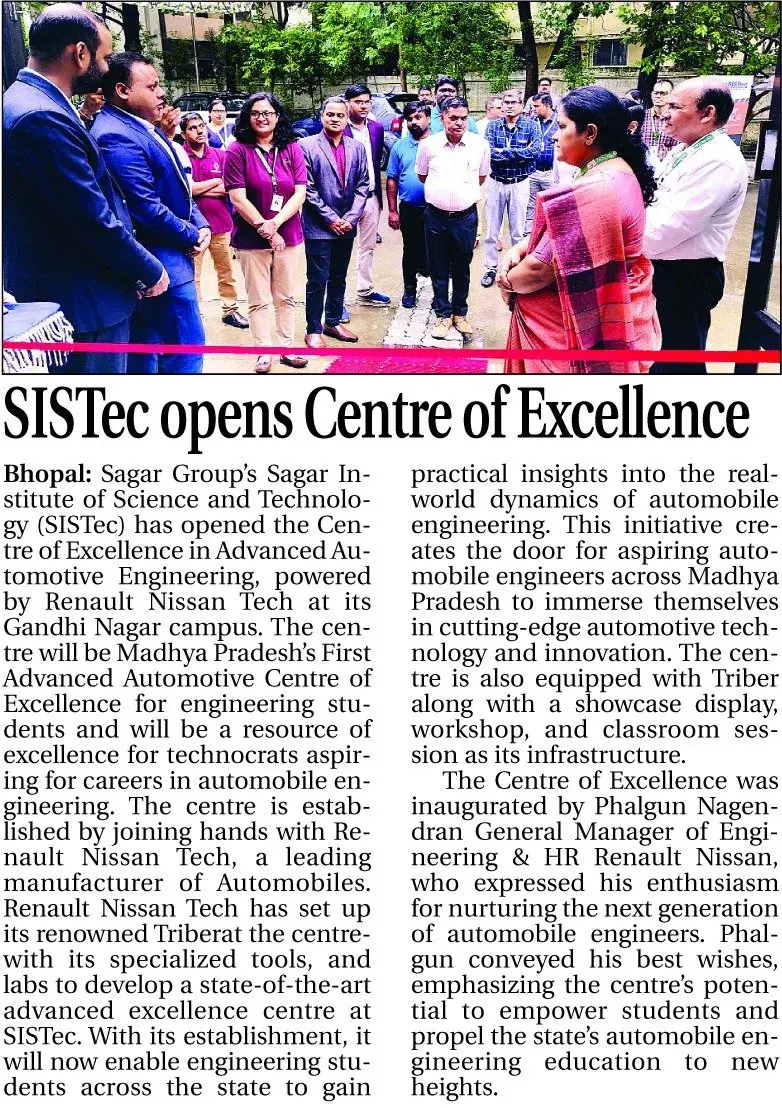 SISTec opens Centre of Excellence
Bhopal: Sagar Group's Sagar In-
stitute of Science and Technolo-
gy (SISTec) has opened the Cen-
tre of Excellence in Advanced Au-
tomotive Engineering, powered
by Renault Nissan Tech at its
Gandhi Nagar campus. The cen-
tre will be Madhya Pradesh's First
Advanced Automotive Centre of
Excellence for engineering stu-
dents and will be a resource of
excellence for technocrats aspir-
ing for careers in automobile en-
gineering. The centre is estab-
lished by joining hands with Re-
nault Nissan Tech, a leading
manufacturer of Automobiles.
Renault Nissan Tech has set up
its renowned Triberat the centre-
with its specialized tools, and
labs to develop a state-of-the-art
advanced excellence centre at
SISTec. With its establishment, it
will now enable engineering stu-
dents across the state to gain
practical insights into the real-
world dynamics of automobile
engineering. This initiative cre-
ates the door for aspiring auto-
mobile engineers across Madhya
Pradesh to immerse themselves
in cutting-edge automotive tech-
nology and innovation. The cen-
tre is also equipped with Triber
along with a showcase display,
workshop, and classroom ses-
sion as its infrastructure.
The Centre of Excellence was
inaugurated by Phalgun Nagen-
dran General Manager of Engi-
neering & HR Renault Nissan,
who expressed his enthusiasm
for nurturing the next generation
of automobile engineers. Phal-
gun conveyed his best wishes,
emphasizing the centre's poten-
tial to empower students and
propel the state's automobile en-
gineering education to new
heights.